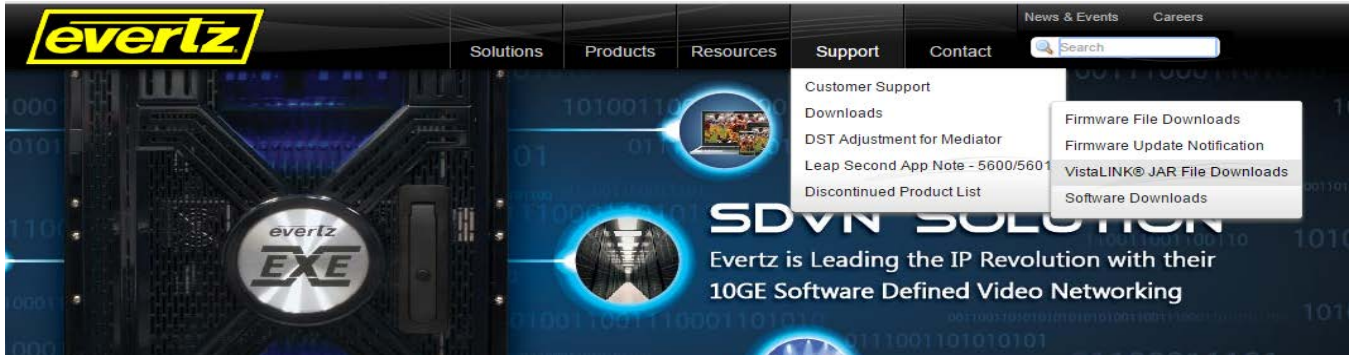 evertz
News & Events Careers
Solutions Products Resources Support Contact Search
Customer Support
Downloads
DST Adjustment for Mediator
Leap Second App Note - 5600/5601
Discontinued Product List
Firmware File Downloads
Firmware Update Notification
VistaLINK® JAR File Downloads
Software Downloads
evertz
EXE
SDVN SOLUTION
Evertz is Leading the IP Revolution with their
10GE Software Defined Video Networking